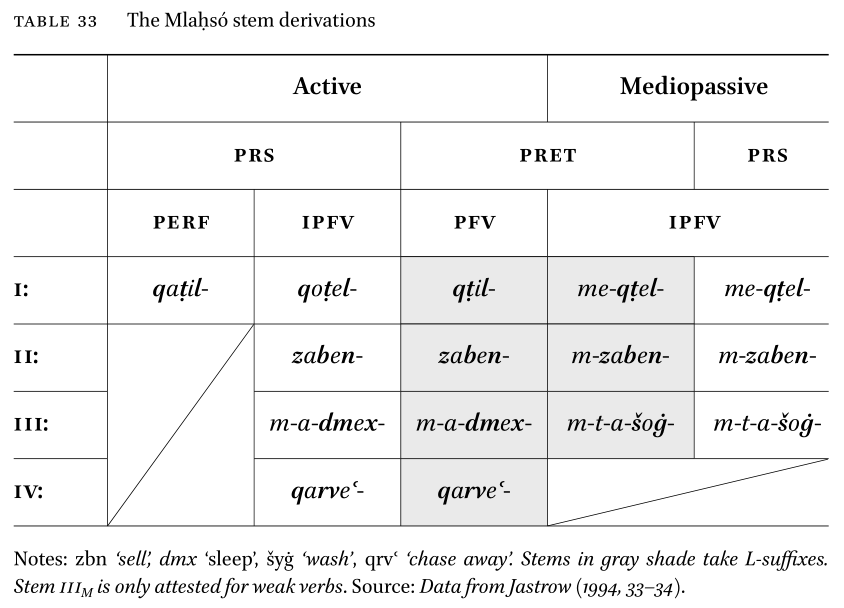 TABLE 33 The Mlaḥsó stem derivations
Active Mediopassive
PRS PRET PRS
PERF IPFV PFV IPFV
I: qaṭil- qoṭel- qṭil- me-qṭel- me-qṭel-
II: zaben- zaben- m-zaben- m-zaben-
III: m-a-dmex- m-a-dmex- m-t-a-šoġ- m-t-a-šoġ-
IV: qarveʿ- qarveʿ-
Notes: zbn ‘sell’, dmx ‘sleep’, šyġ ‘wash’, qrvʿ ‘chase away’. Stems in gray shade take L-suffixes.
Stem III_M is only attested for weak verbs. Source: Data from Jastrow (1994, 33–34).